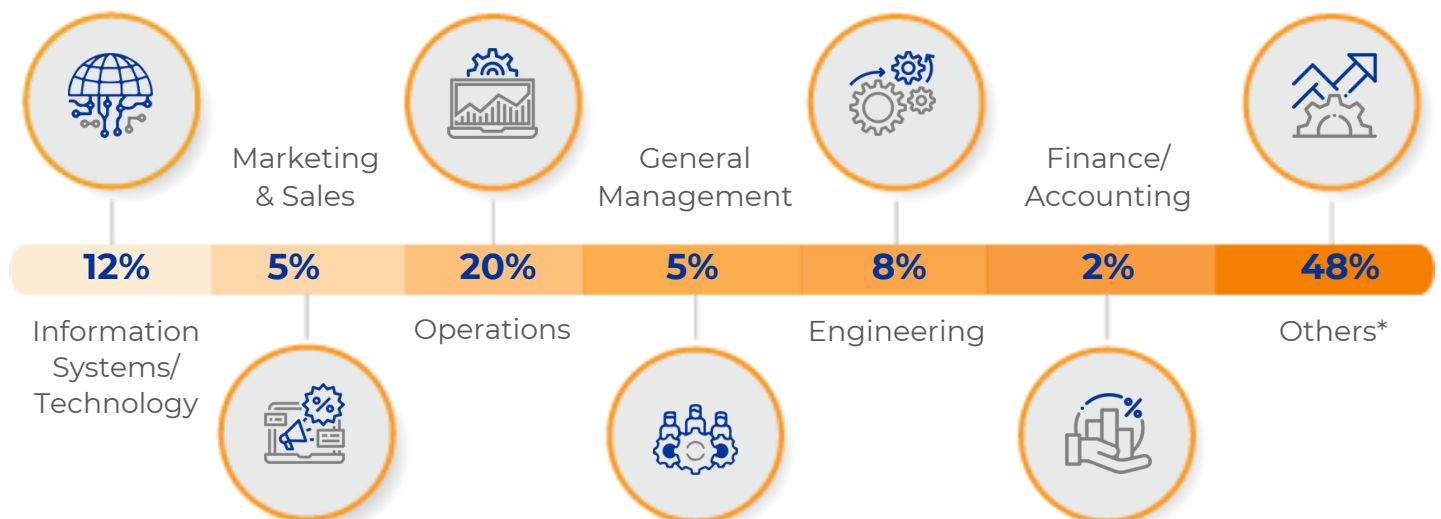 Marketing
& Sales
General
Management
Finance/
Accounting
12%
5%
20%
5%
8%
2%
48%
Information
Systems/
Technology
Operations
Engineering
Others*
%
%